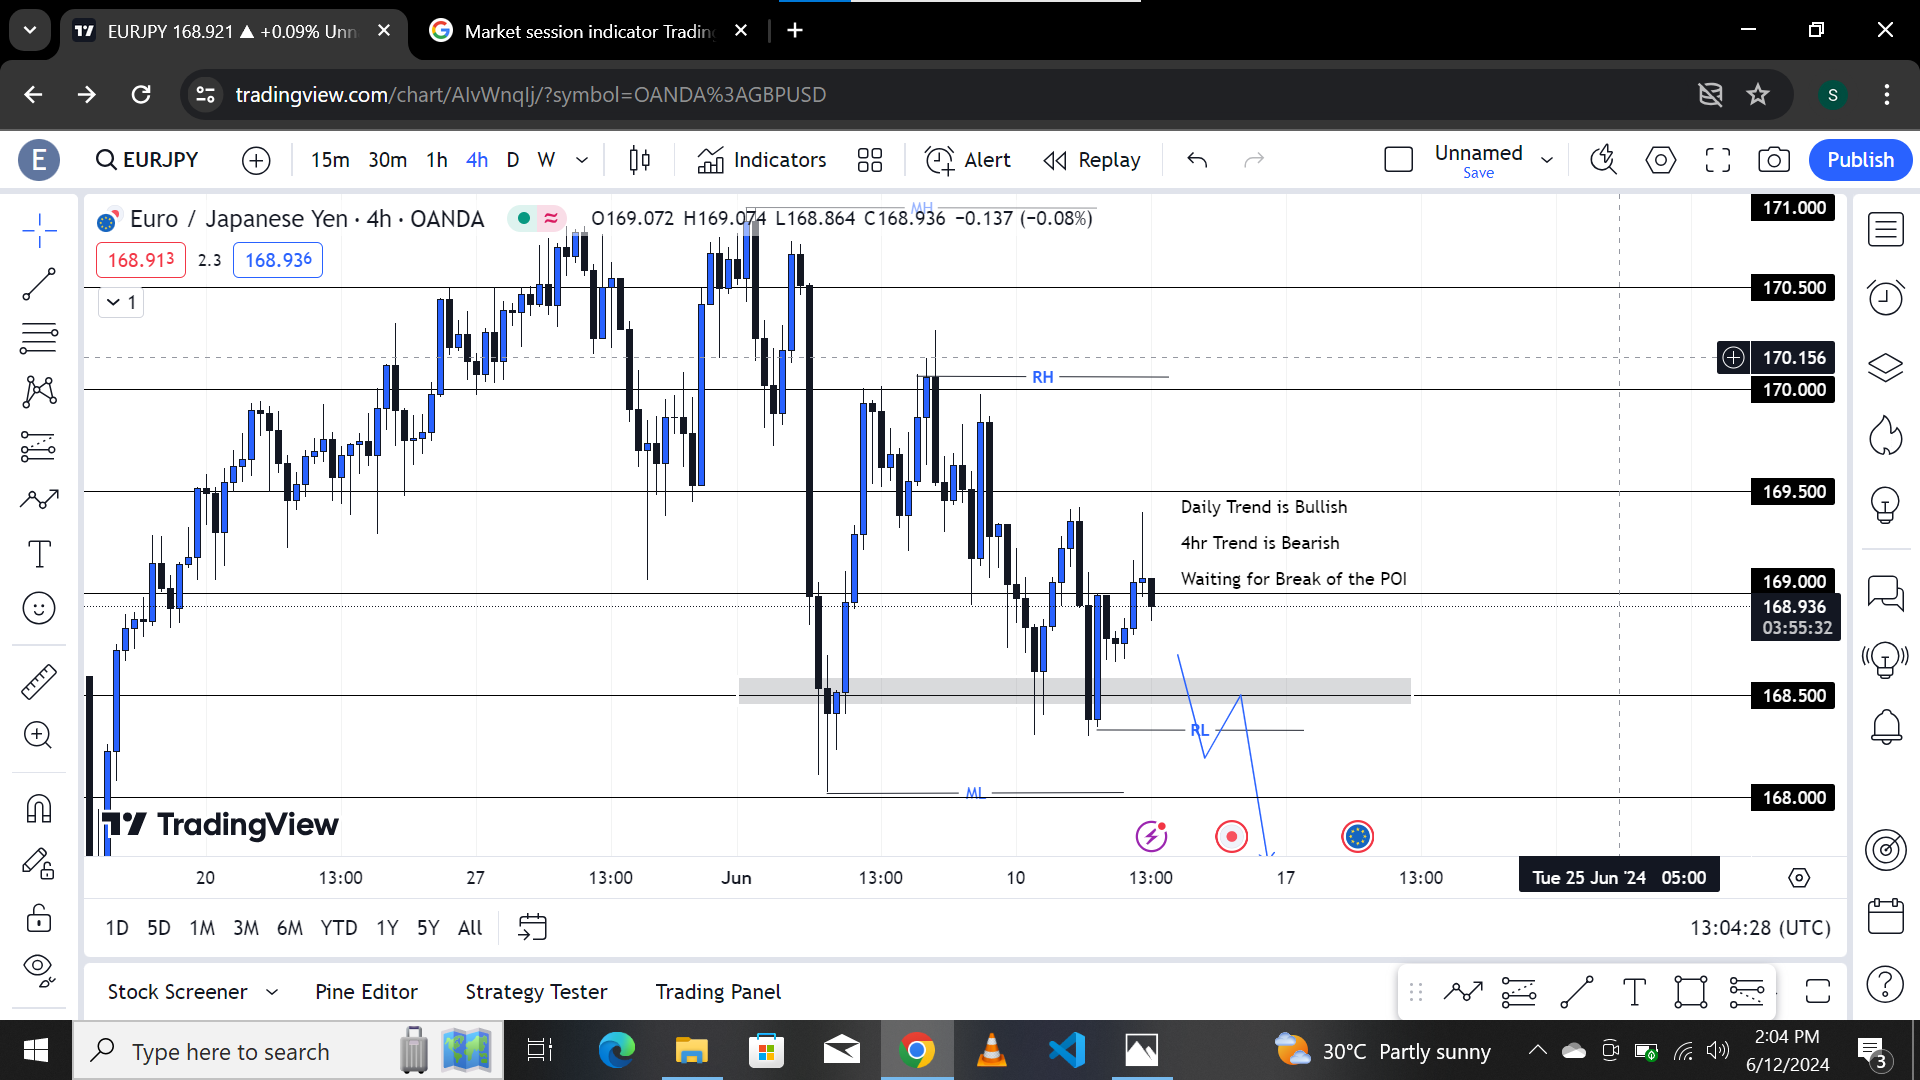 EURJPY 168.921 ▲ +0.09% Unn
Market session indicator Tradin
tradingview.com/chart/AIvWnqIj/?symbol=OANDA%3AGBPUSD
S
E
EURJPY
15m 30m 1h 4h D W
Indicators
Alert
Replay
Unnamed
Save
Publish
Euro / Japanese Yen · 4h · OANDA
O169.072 H169.074 L168.864 C168.936 −0.137 (−0.08%)
MH
168.913 2.3 168.936
1
171.000
170.500
170.156
170.000
169.500
169.000
168.936
03:55:32
168.500
168.000
RH
Daily Trend is Bullish
4hr Trend is Bearish
Waiting for Break of the POI
RL
ML
TradingView
20 13:00 27 13:00 Jun 13:00 10 13:00 17 13:00 Tue 25 Jun '24 05:00
1D 5D 1M 3M 6M YTD 1Y 5Y All
13:04:28 (UTC)
Stock Screener Pine Editor Strategy Tester Trading Panel
Type here to search
30°C Partly sunny
2:04 PM
6/12/2024
3